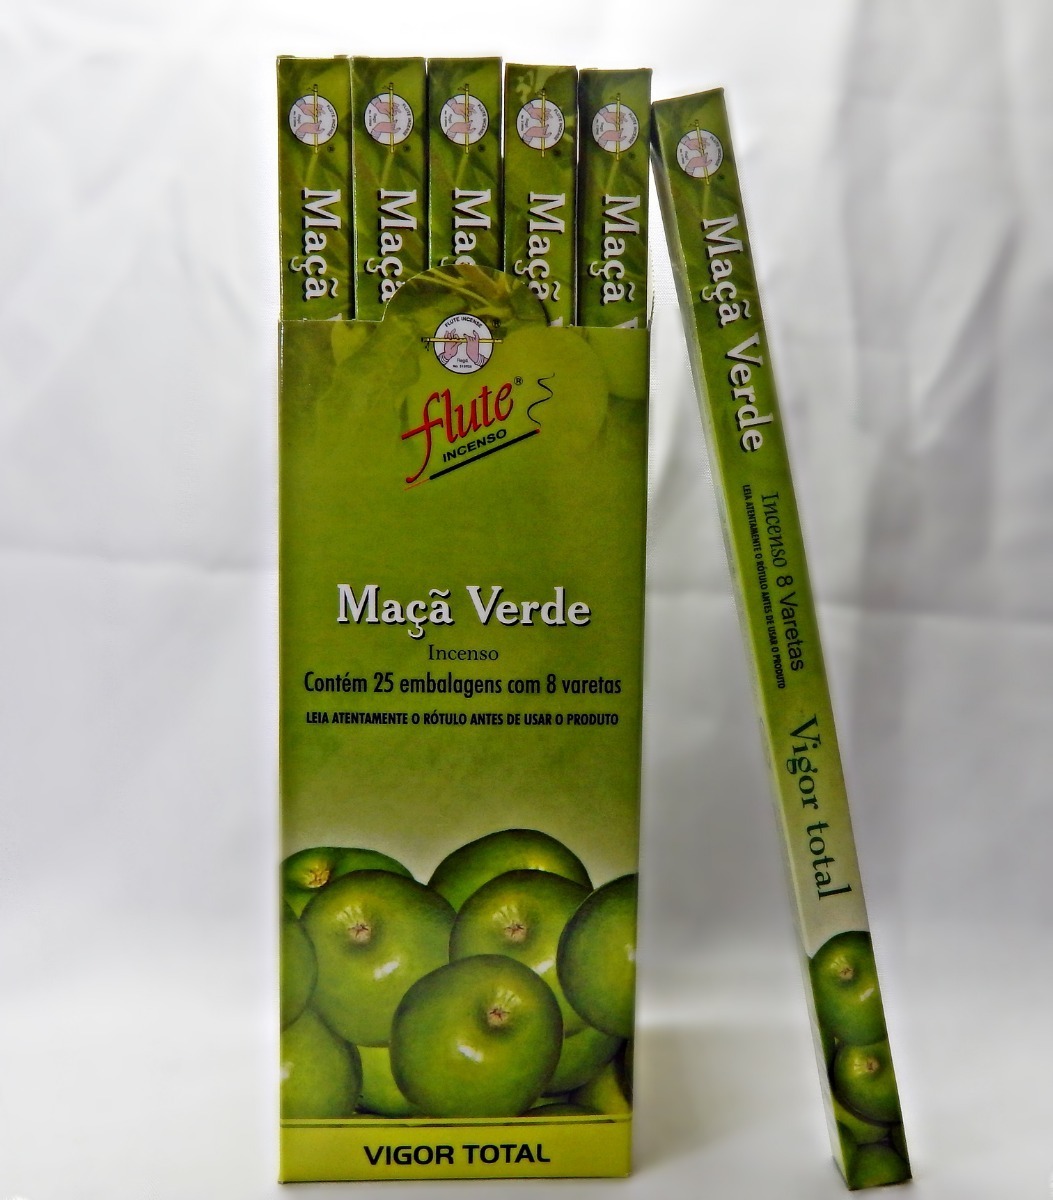 Maçã
Maçã
Maç
Maçã
Maçã
FLUTE INCENSE
flute®
INCENSO
Maçã Verde
Incenso
Contém 25 embalagens com 8 varetas
LEIA ATENTAMENTE O RÓTULO ANTES DE USAR O PRODUTO
VIGOR TOTAL
Maçã Verde
Incenso 8 Varetas
LEIA ATENTAMENTE O RÓTULO ANTES DE USAR O PRODUTO
Vigor total